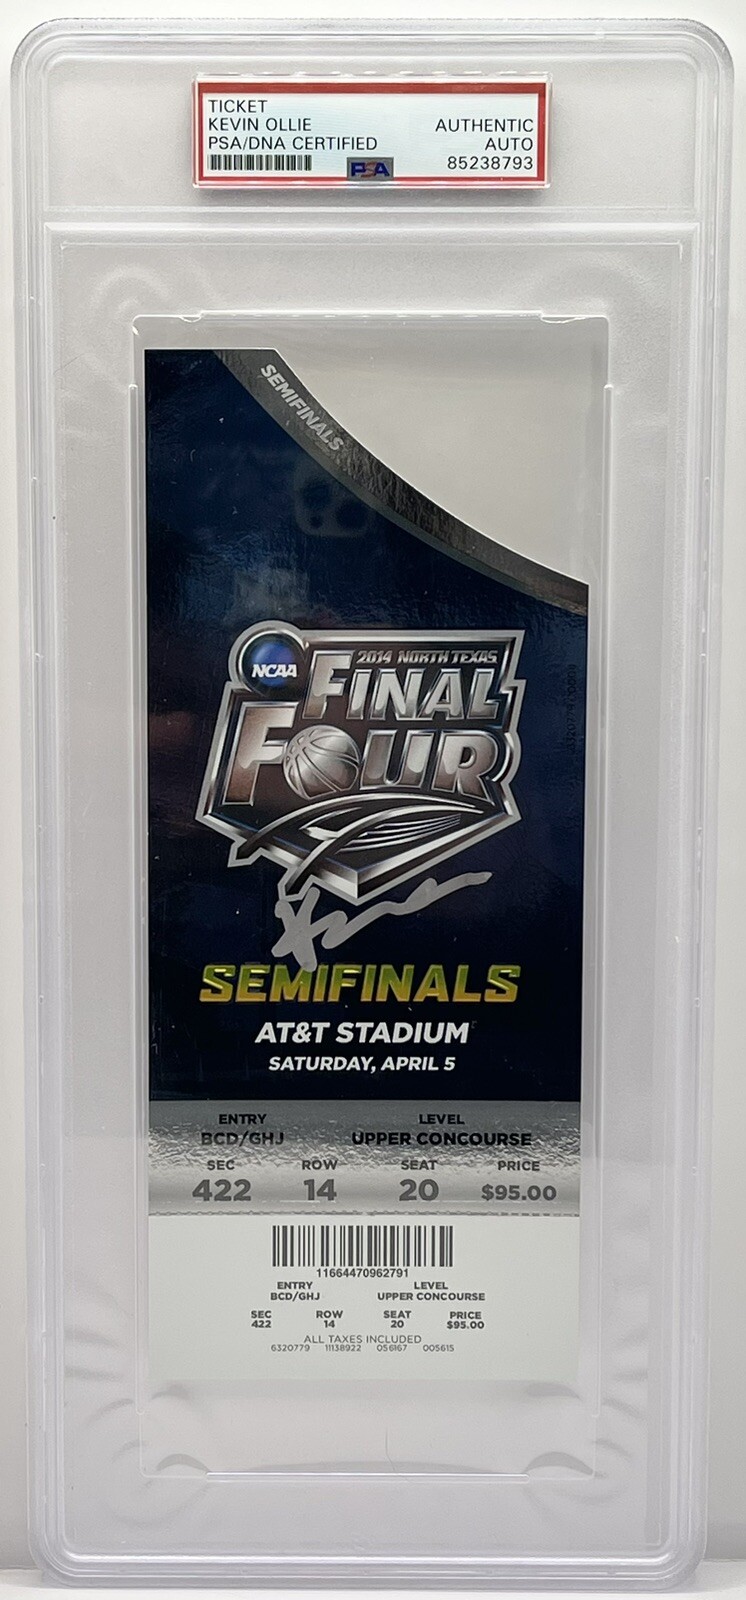 TICKET
KEVIN OLLIE
PSA/DNA CERTIFIED
AUTHENTIC
AUTO
85238793
PSA
SEMIFINALS
NCAA
2014 NORTH TEXAS
FINAL
FOUR
SEMIFINALS
AT&T STADIUM
SATURDAY, APRIL 5
ENTRY LEVEL
BCD/GHJ UPPER CONCOURSE
SEC ROW SEAT PRICE
422 14 20 $95.00
11664470962791
ENTRY LEVEL
BCD/GHJ UPPER CONCOURSE
SEC ROW SEAT PRICE
422 14 20 $95.00
ALL TAXES INCLUDED
6320779 11138922 056167 005615